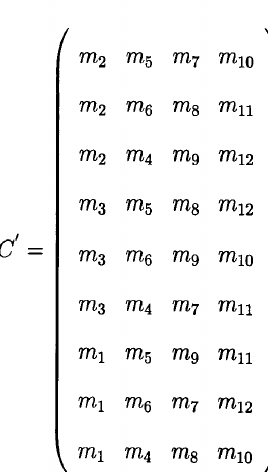 m₂ m₅ m₇ m₁₀
m₂ m₆ m₈ m₁₁
m₂ m₄ m₉ m₁₂
m₃ m₅ m₈ m₁₂
C′ = m₃ m₆ m₉ m₁₀
m₃ m₄ m₇ m₁₁
m₁ m₅ m₉ m₁₁
m₁ m₆ m₇ m₁₂
m₁ m₄ m₈ m₁₀